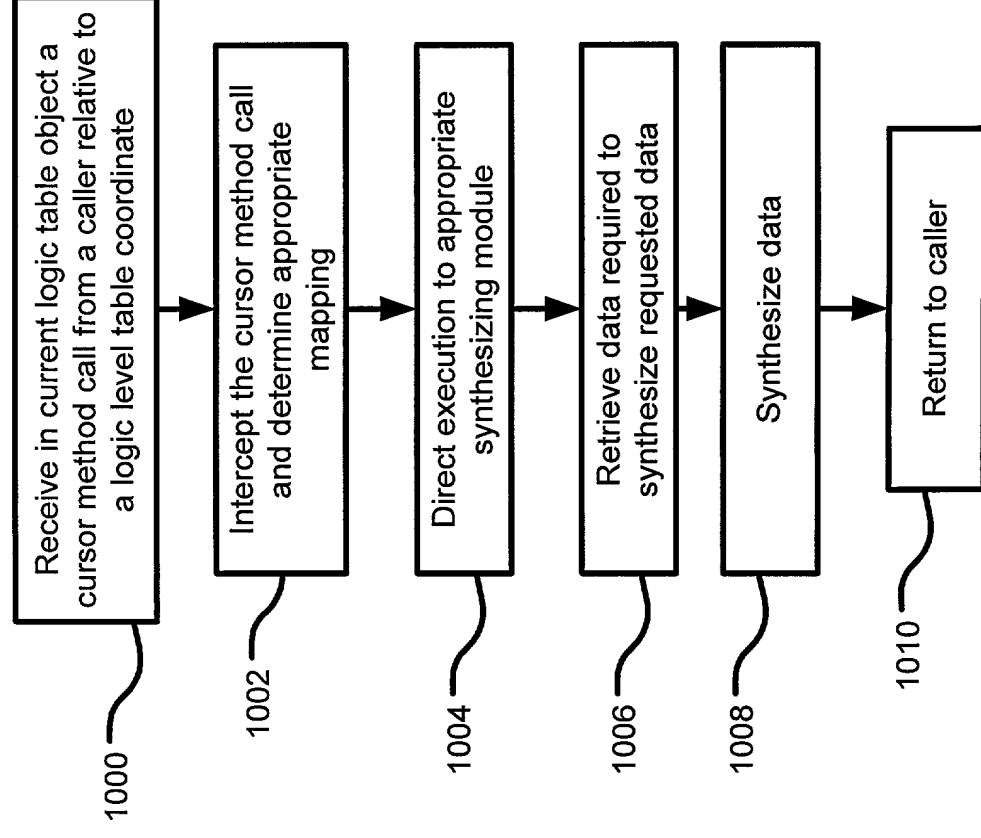 Receive in current logic table object a
cursor method call from a caller relative to
a logic level table coordinate
1000
Intercept the cursor method call
and determine appropriate
mapping
1002
Direct execution to appropriate
synthesizing module
1004
Retrieve data required to
synthesize requested data
1006
Synthesize data
1008
Return to caller
1010